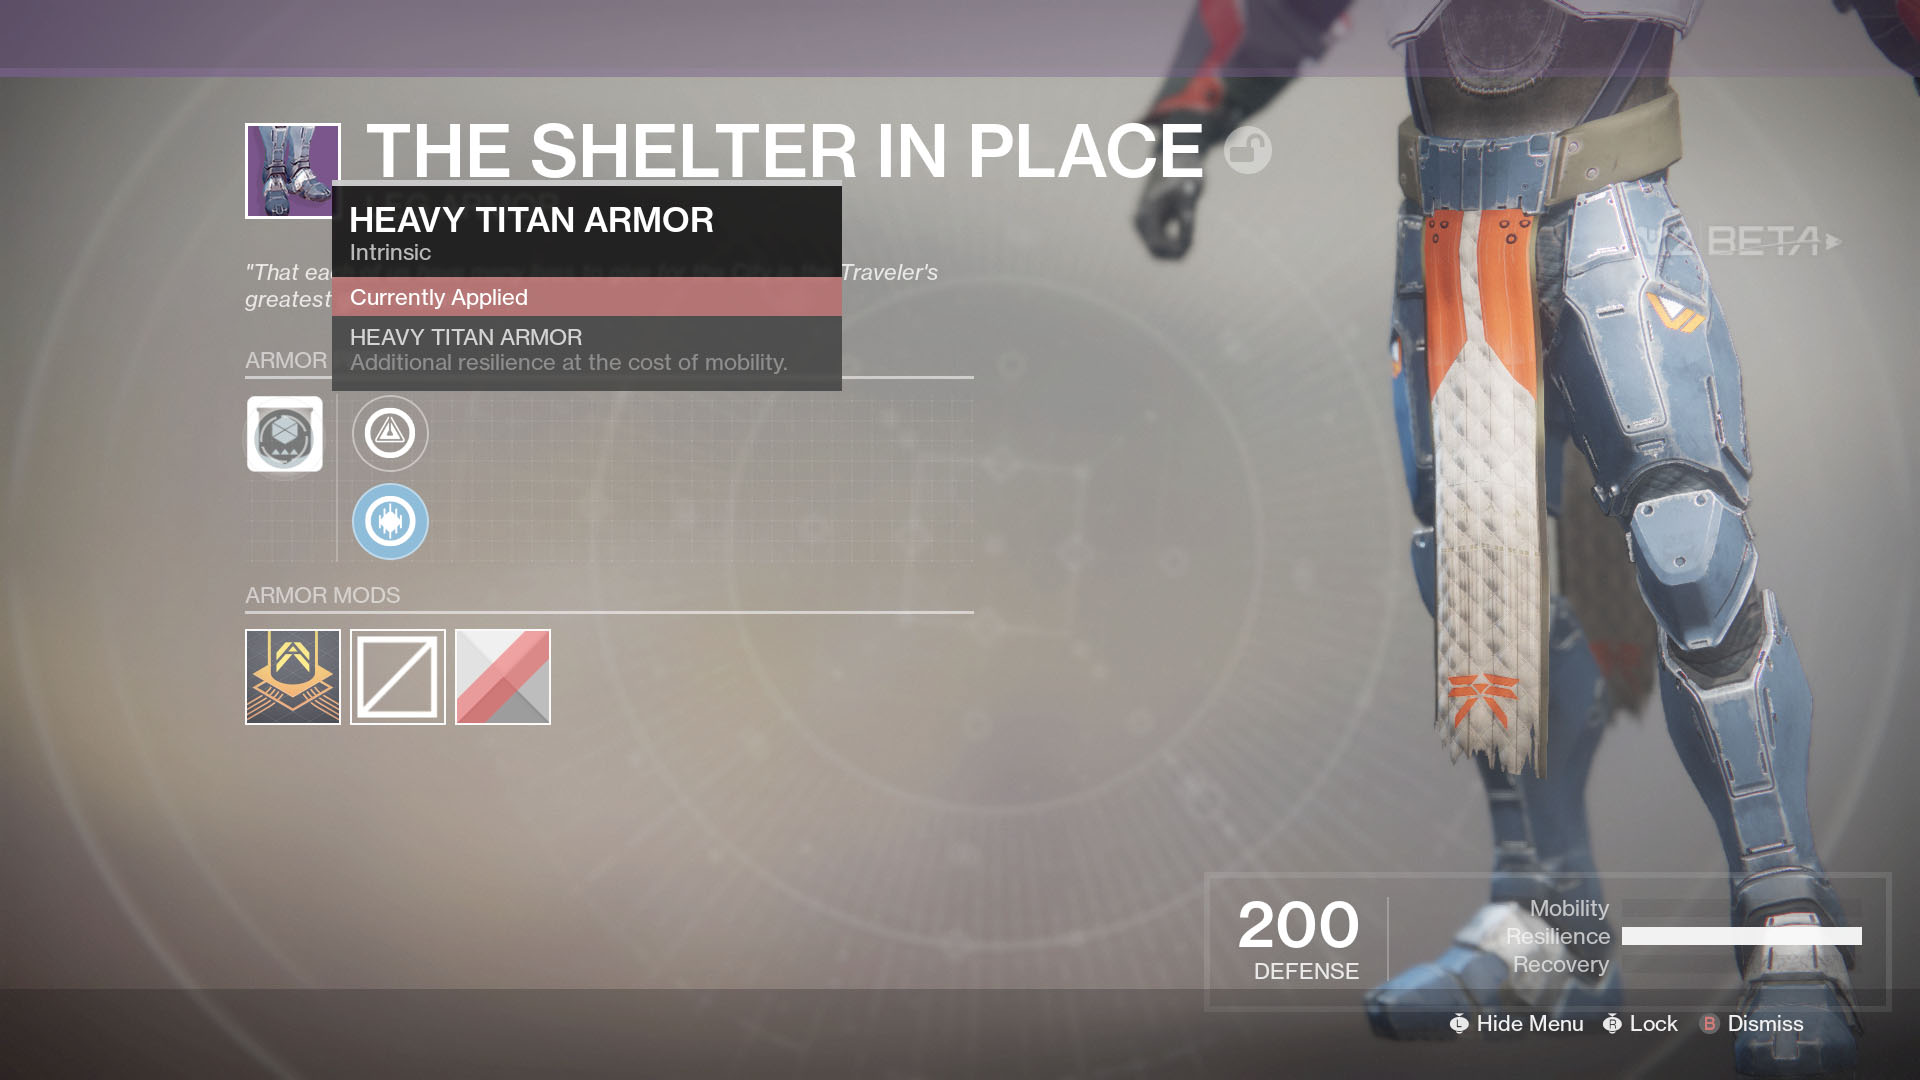 THE SHELTER IN PLACE
HEAVY TITAN ARMOR
Intrinsic
"That ea Traveler's
greatest
Currently Applied
HEAVY TITAN ARMOR
Additional resilience at the cost of mobility.
ARMOR
ARMOR MODS
BETA
200
DEFENSE
Mobility
Resilience
Recovery
L Hide Menu R Lock B Dismiss